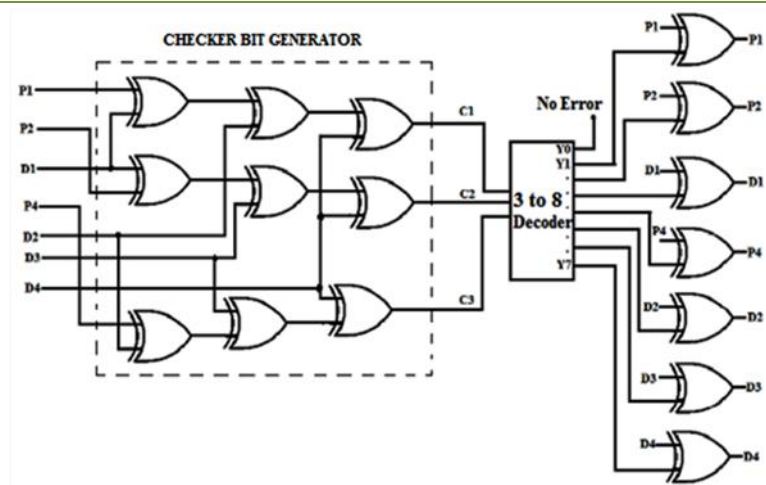 CHECKER BIT GENERATOR
P1
P2
D1
P4
D2
D3
D4
C1
C2
C3
No Error
Y0
Y1
3 to 8
Decoder
Y7
P1
P1
P2
P2
D1
D1
P4
P4
D2
D2
D3
D3
D4
D4